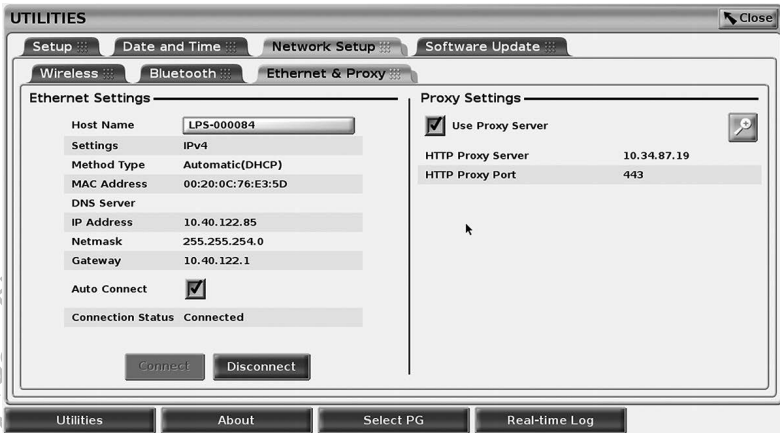 UTILITIES
Close
Setup
Date and Time
Network Setup
Software Update
Wireless
Bluetooth
Ethernet & Proxy
Ethernet Settings
Host Name LPS-000084
Settings IPv4
Method Type Automatic(DHCP)
MAC Address 00:20:0C:76:E3:5D
DNS Server
IP Address 10.40.122.85
Netmask 255.255.254.0
Gateway 10.40.122.1
Auto Connect
Connection Status Connected
Connect
Disconnect
Proxy Settings
Use Proxy Server
HTTP Proxy Server 10.34.87.19
HTTP Proxy Port 443
Utilities
About
Select PG
Real-time Log